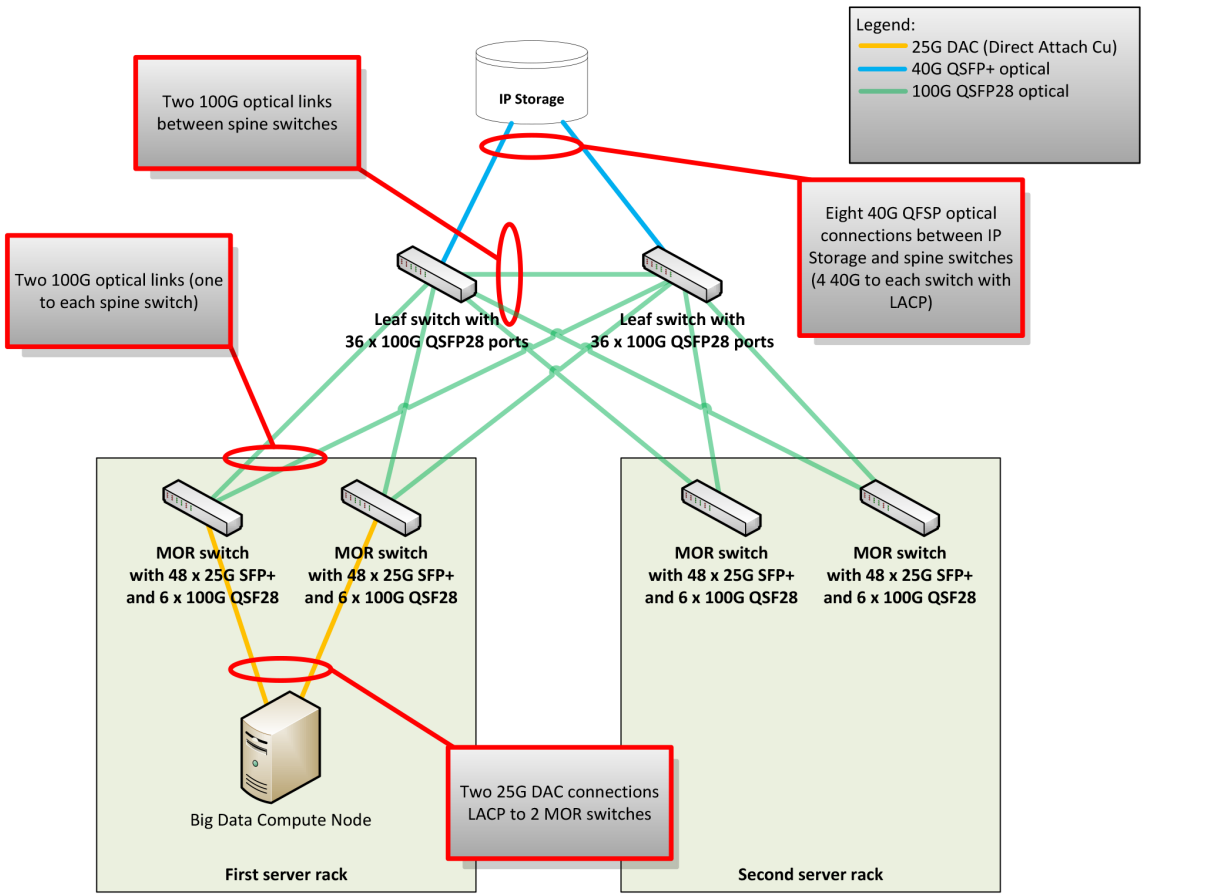 Legend:
25G DAC (Direct Attach Cu)
40G QSFP+ optical
100G QSFP28 optical
IP Storage
Two 100G optical links
between spine switches
Eight 40G QFSP optical
connections between IP
Storage and spine switches
(4 40G to each switch with
LACP)
Two 100G optical links (one
to each spine switch)
Leaf switch with
36 x 100G QSFP28 ports
Leaf switch with
36 x 100G QSFP28 ports
MOR switch
with 48 x 25G SFP+
and 6 x 100G QSF28
MOR switch
with 48 x 25G SFP+
and 6 x 100G QSF28
MOR switch
with 48 x 25G SFP+
and 6 x 100G QSF28
MOR switch
with 48 x 25G SFP+
and 6 x 100G QSF28
Big Data Compute Node
Two 25G DAC connections
LACP to 2 MOR switches
First server rack
Second server rack